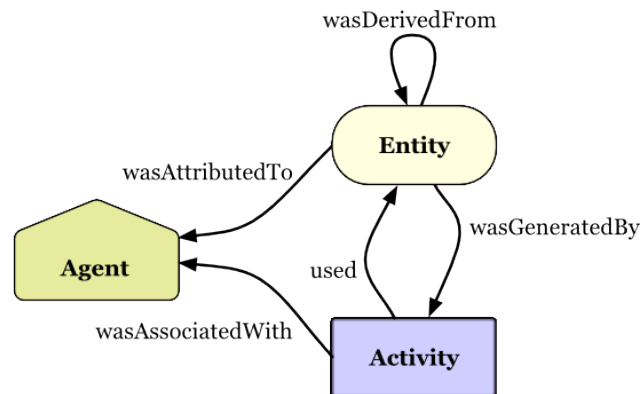 wasDerivedFrom
Entity
wasAttributedTo
wasGeneratedBy
Agent
used
wasAssociatedWith
Activity